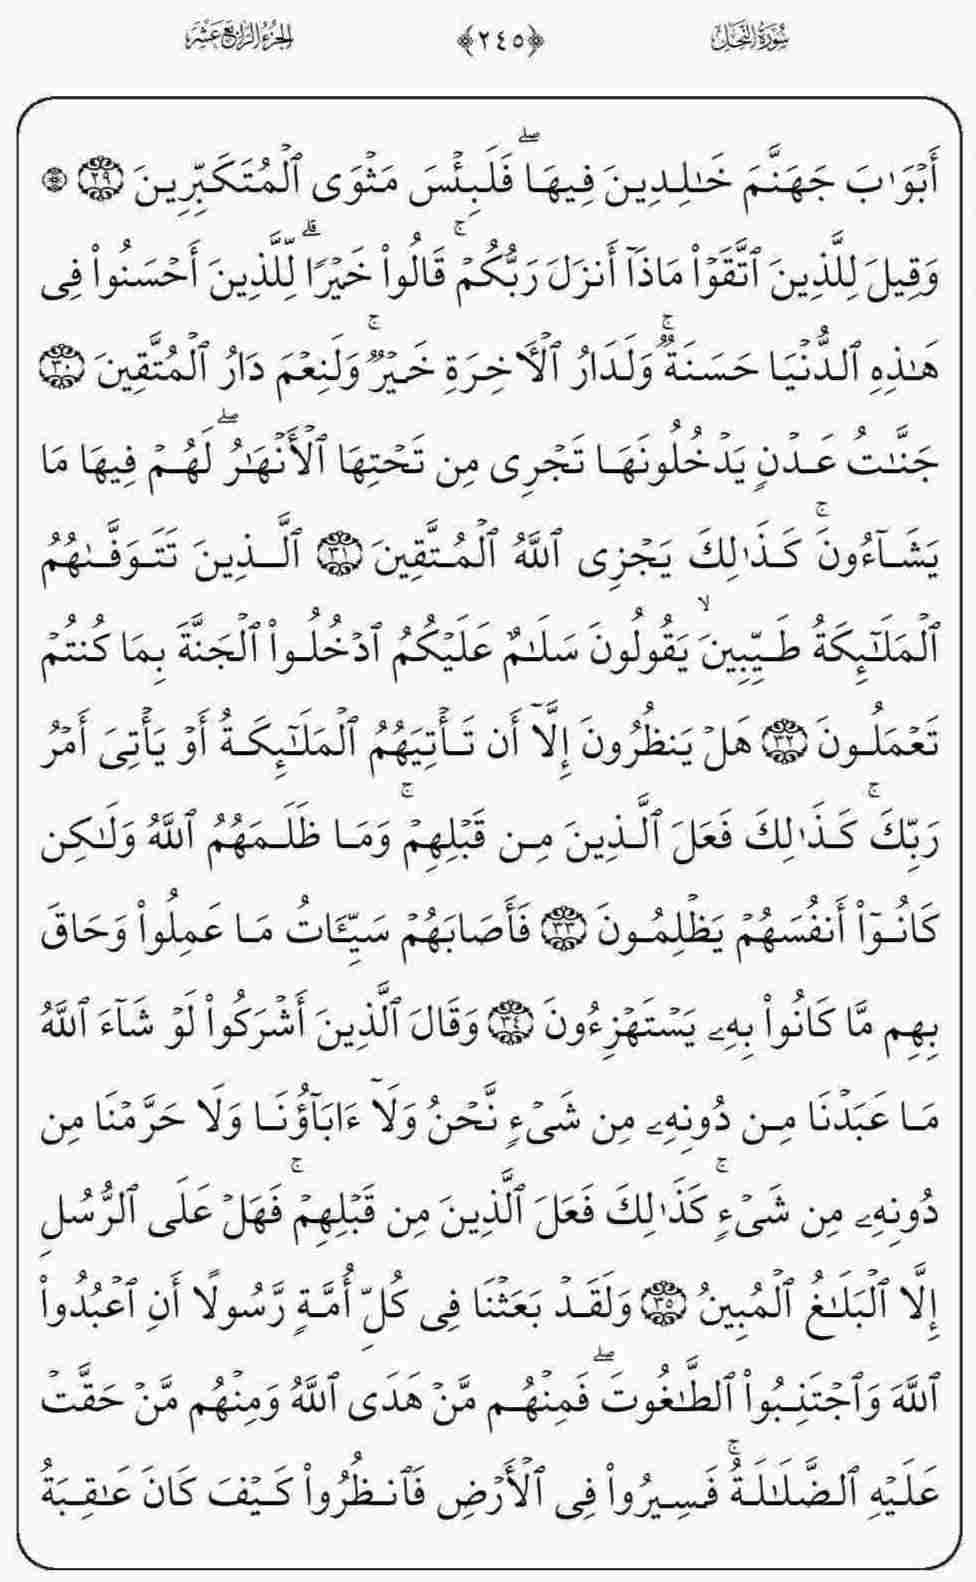 سُورَةُ النَّحْلِ ﴿٢٤٥﴾ الجُزْءُ الرَّابِعَ عَشَرَ
أَبْوَٰبَ جَهَنَّمَ خَٰلِدِينَ فِيهَاۖ فَلَبِئْسَ مَثْوَى ٱلْمُتَكَبِّرِينَ ٢٩ ۞
وَقِيلَ لِلَّذِينَ ٱتَّقَوْا۟ مَاذَآ أَنزَلَ رَبُّكُمْۚ قَالُوا۟ خَيْرًاۗ لِّلَّذِينَ أَحْسَنُوا۟ فِى
هَٰذِهِ ٱلدُّنْيَا حَسَنَةٌۚ وَلَدَارُ ٱلْءَاخِرَةِ خَيْرٌۚ وَلَنِعْمَ دَارُ ٱلْمُتَّقِينَ ٣٠
جَنَّٰتُ عَدْنٍ يَدْخُلُونَهَا تَجْرِى مِن تَحْتِهَا ٱلْأَنْهَٰرُۖ لَهُمْ فِيهَا مَا
يَشَآءُونَۚ كَذَٰلِكَ يَجْزِى ٱللَّهُ ٱلْمُتَّقِينَ ٣١ ٱلَّذِينَ تَتَوَفَّىٰهُمُ
ٱلْمَلَٰٓئِكَةُ طَيِّبِينَۙ يَقُولُونَ سَلَٰمٌ عَلَيْكُمُ ٱدْخُلُوا۟ ٱلْجَنَّةَ بِمَا كُنتُمْ
تَعْمَلُونَ ٣٢ هَلْ يَنظُرُونَ إِلَّآ أَن تَأْتِيَهُمُ ٱلْمَلَٰٓئِكَةُ أَوْ يَأْتِىَ أَمْرُ
رَبِّكَۚ كَذَٰلِكَ فَعَلَ ٱلَّذِينَ مِن قَبْلِهِمْۚ وَمَا ظَلَمَهُمُ ٱللَّهُ وَلَٰكِن
كَانُوٓا۟ أَنفُسَهُمْ يَظْلِمُونَ ٣٣ فَأَصَابَهُمْ سَيِّـَٔاتُ مَا عَمِلُوا۟ وَحَاقَ
بِهِم مَّا كَانُوا۟ بِهِۦ يَسْتَهْزِءُونَ ٣٤ وَقَالَ ٱلَّذِينَ أَشْرَكُوا۟ لَوْ شَآءَ ٱللَّهُ
مَا عَبَدْنَا مِن دُونِهِۦ مِن شَىْءٍ نَّحْنُ وَلَآ ءَابَآؤُنَا وَلَا حَرَّمْنَا مِن
دُونِهِۦ مِن شَىْءٍۚ كَذَٰلِكَ فَعَلَ ٱلَّذِينَ مِن قَبْلِهِمْۚ فَهَلْ عَلَى ٱلرُّسُلِ
إِلَّا ٱلْبَلَٰغُ ٱلْمُبِينُ ٣٥ وَلَقَدْ بَعَثْنَا فِى كُلِّ أُمَّةٍ رَّسُولًا أَنِ ٱعْبُدُوا۟
ٱللَّهَ وَٱجْتَنِبُوا۟ ٱلطَّٰغُوتَۖ فَمِنْهُم مَّنْ هَدَى ٱللَّهُ وَمِنْهُم مَّنْ حَقَّتْ
عَلَيْهِ ٱلضَّلَٰلَةُۚ فَسِيرُوا۟ فِى ٱلْأَرْضِ فَٱنظُرُوا۟ كَيْفَ كَانَ عَٰقِبَةُ